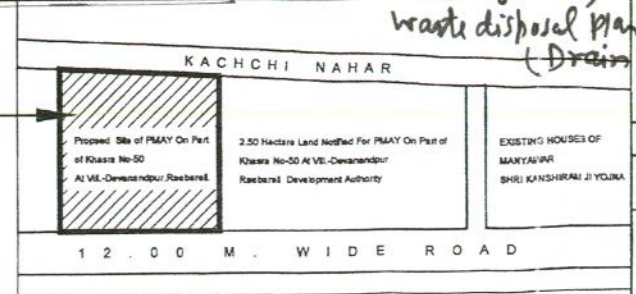 waste disposal Plan
(Drain
KACHCHI NAHAR
Propsed Site of PMAY On Part
of Khasra No-50
At Vill.-Devanandpur,Raebareli.
2.50 Hectare Land Notified For PMAY On Part of
Khasra No-50 At Vill.-Devanandpur
Raebareli Development Authority
EXISTING HOUSES OF
MANYAWAR
SHRI KANSHIRAM JI YOJNA
12.00 M. WIDE ROAD